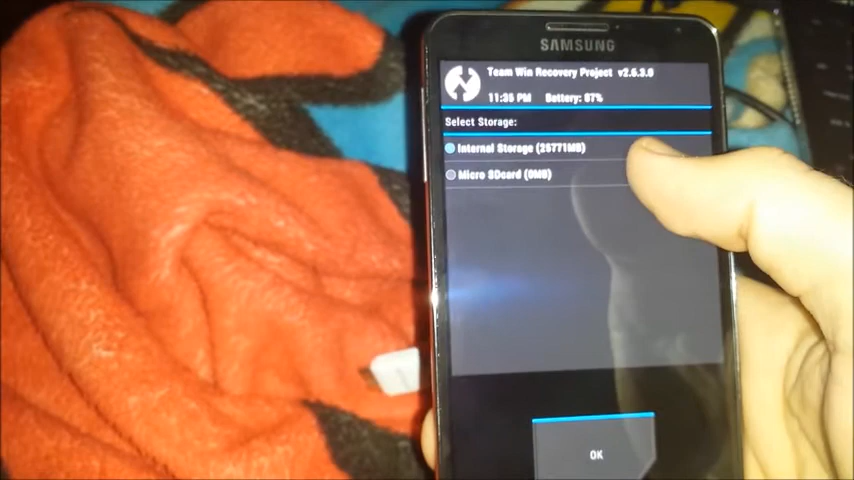 SAMSUNG
Team Win Recovery Project v2.6.3.0
11:35 PM Battery: 87%
Select Storage:
Internal Storage (25771MB)
Micro SDcard (0MB)
OK